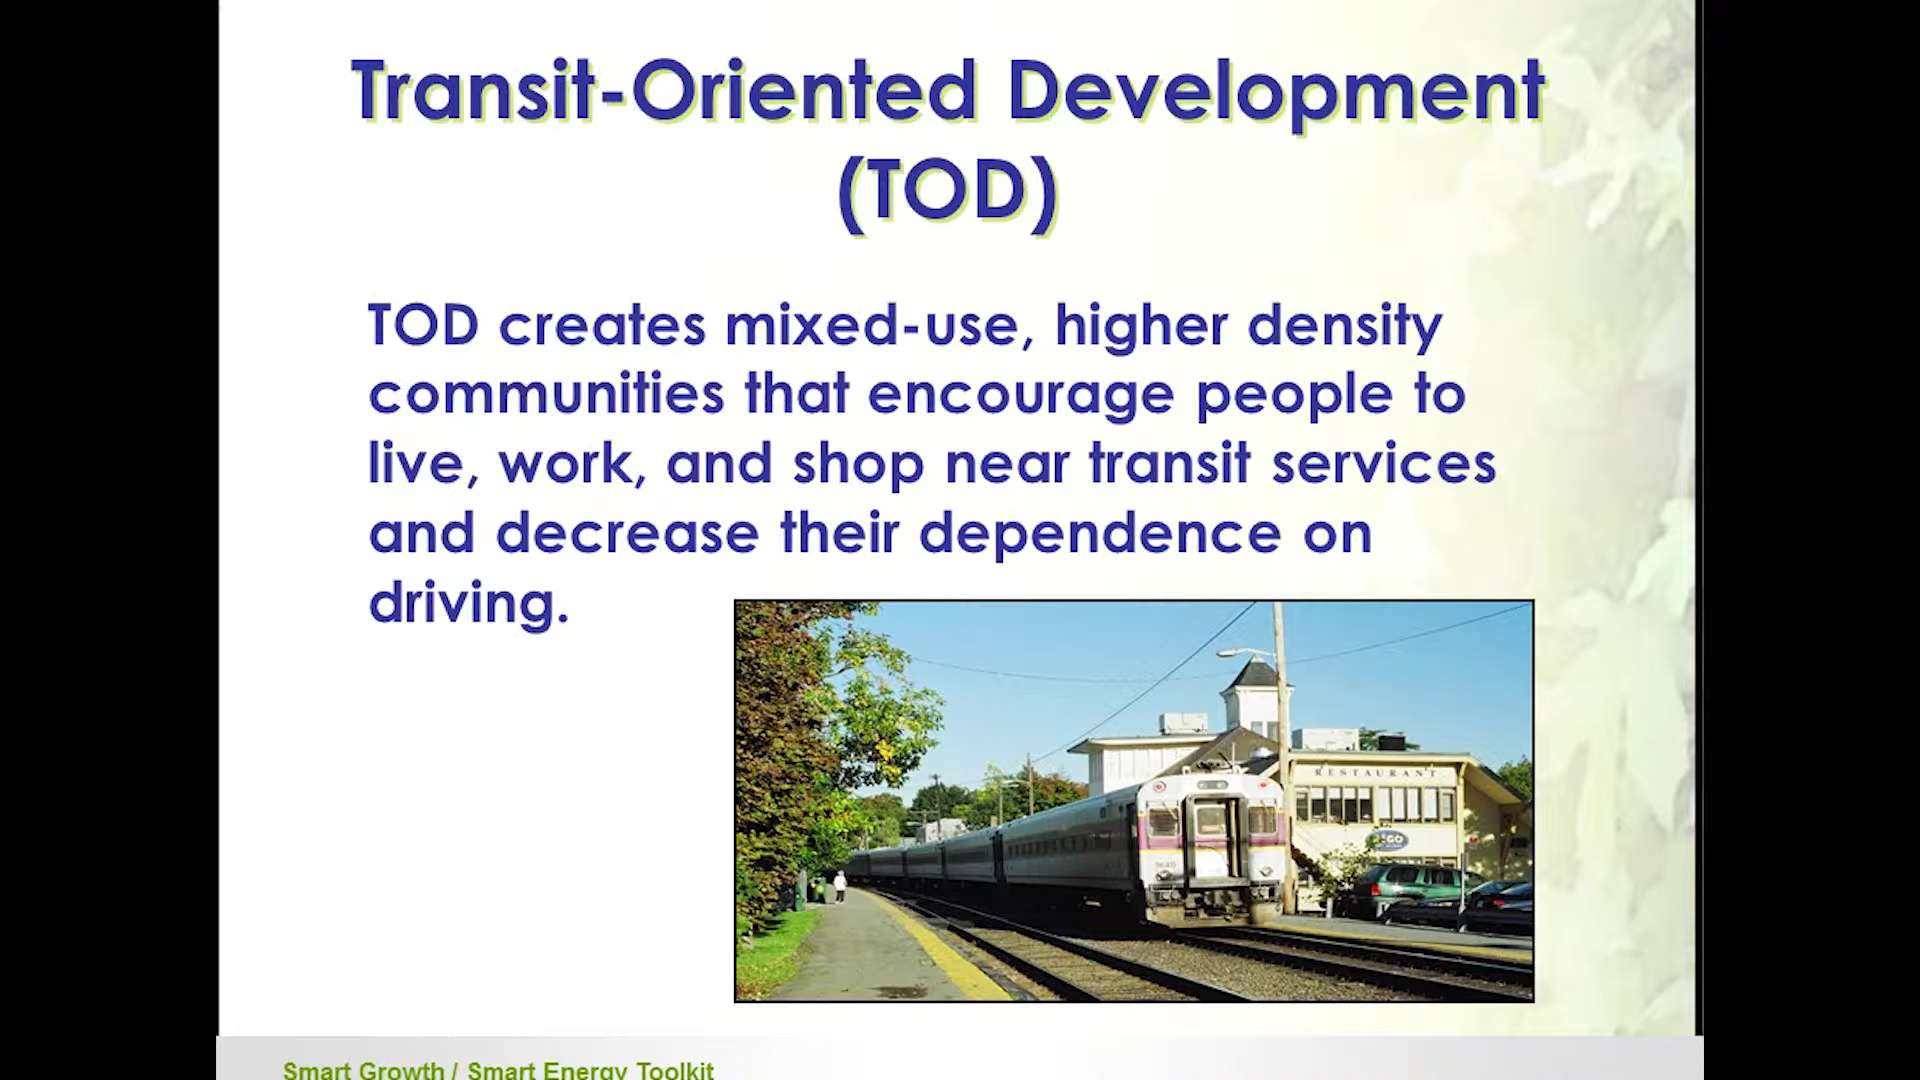 Transit-Oriented Development
(TOD)
TOD creates mixed-use, higher density
communities that encourage people to
live, work, and shop near transit services
and decrease their dependence on
driving.
RESTAURANT
Smart Growth / Smart Energy Toolkit